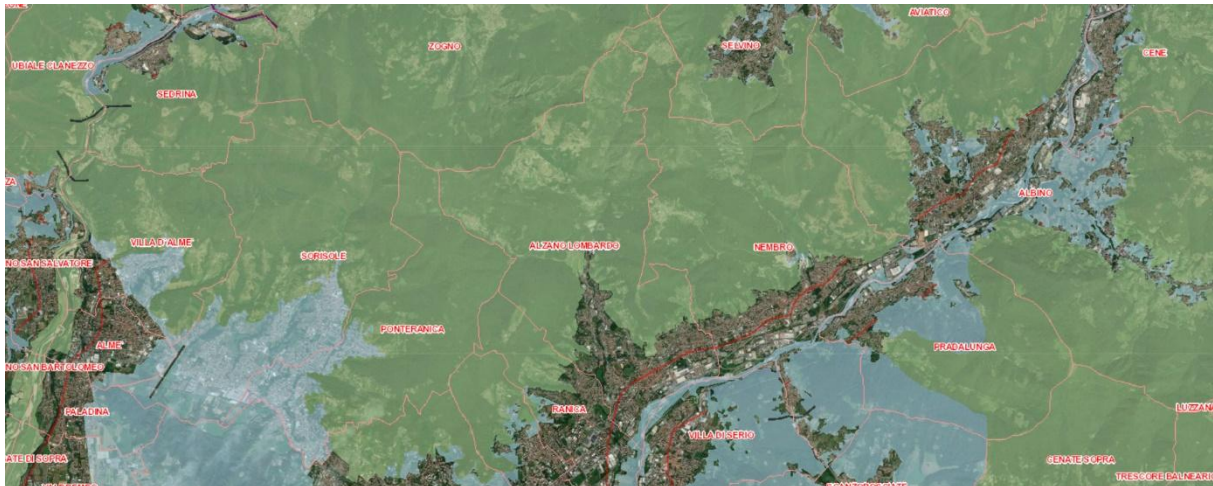 AVIATICO
ZOGNO
SELVINO
CENE
UBIALE CLANEZZO
SEDRINA
ZA
ALBINO
VILLA D'ALME'
ALZANO LOMBARDO
NEMBRO
SORISOLE
NO SAN SALVATORE
PONTERANICA
ALME'
PRADALUNGA
NO SAN BARTOLOMEO
PALADINA
RANICA
LUZZANA
VILLA DI SERIO
ATE DI SOPRA
CENATE SOPRA
TRESCORE BALNEARIO